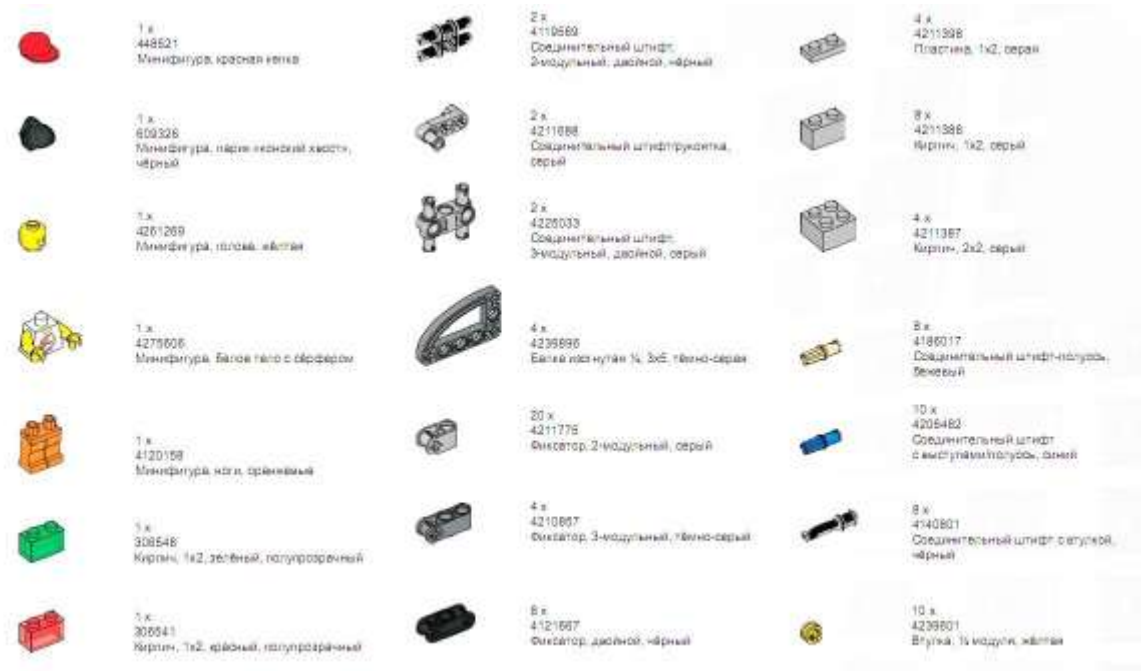 1 x
448521
Минифигура, красная кепка
1 x
609326
Минифигура, парик «конский хвост»,
чёрный
1 x
4261269
Минифигура, голова, жёлтая
1 x
4275606
Минифигура, белое тело с сёрфером
1 x
4120158
Минифигура, ноги, оранжевые
1 x
306548
Кирпич, 1x2, зелёный, полупрозрачный
1 x
306541
Кирпич, 1x2, красный, полупрозрачный
2 x
4119589
Соединительный штифт,
2-модульный, двойной, чёрный
2 x
4211688
Соединительный штифт/рукоятка,
серый
2 x
4225033
Соединительный штифт,
3-модульный, двойной, серый
4 x
4239896
Балка изогнутая ¼, 3x5, тёмно-серая
20 x
4211775
Фиксатор, 2-модульный, серый
4 x
4210857
Фиксатор, 3-модульный, тёмно-серый
8 x
4121667
Фиксатор, двойной, чёрный
4 x
4211398
Пластина, 1x2, серая
8 x
4211388
Кирпич, 1x2, серый
4 x
4211387
Кирпич, 2x2, серый
8 x
4186017
Соединительный штифт-полуось,
бежевый
10 x
4206482
Соединительный штифт
с выступами/полуось, синий
8 x
4140801
Соединительный штифт с втулкой,
чёрный
10 x
4239601
Втулка, ½ модуля, жёлтая